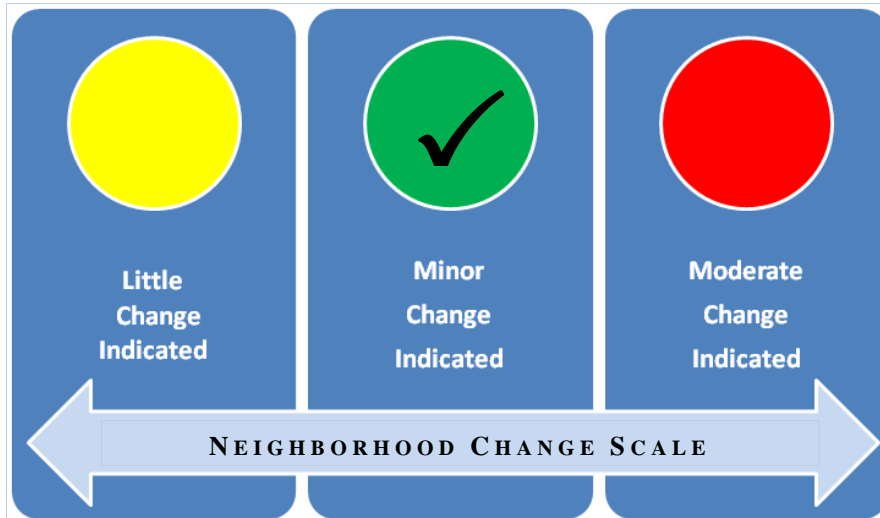 Little
Change
Indicated
Minor
Change
Indicated
Moderate
Change
Indicated
NEIGHBORHOOD CHANGE SCALE